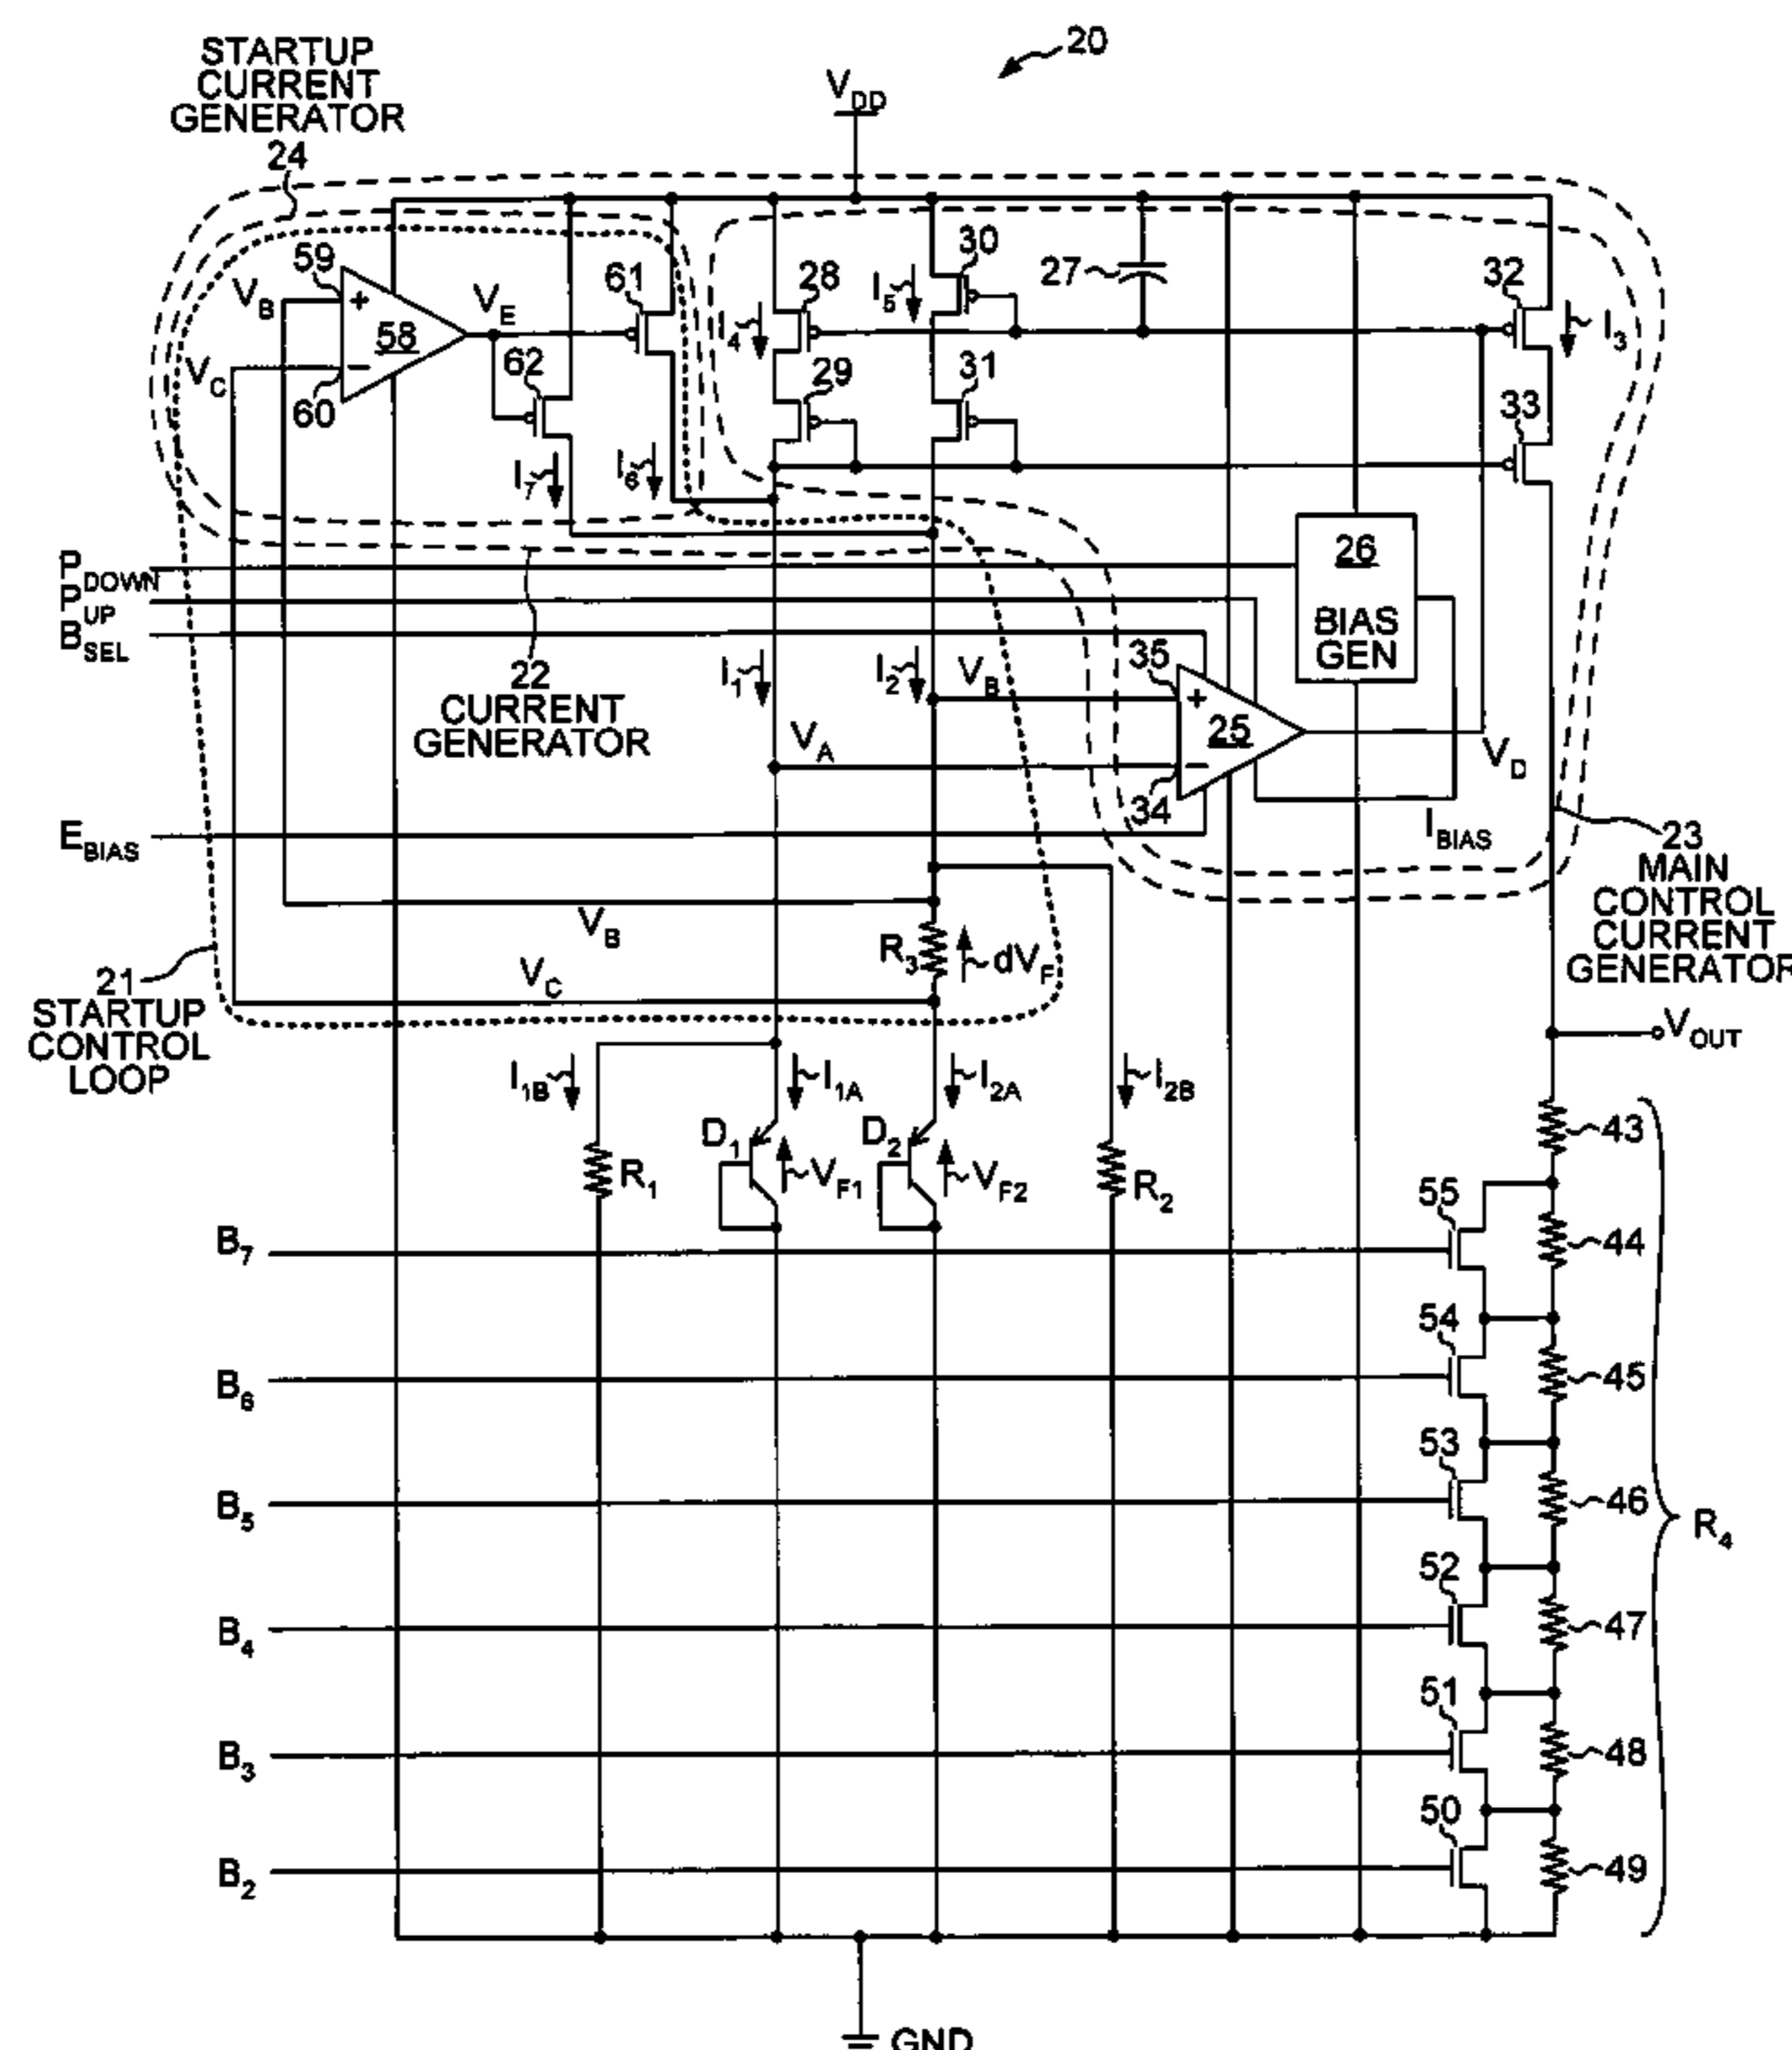 20
STARTUP
CURRENT
GENERATOR
24
VDD
59
VB
+
58
VE
61
28
I5
30
27
32
I3
VC
60
−
62
I4
29
31
33
I7
I6
PDOWN
PUP
BSEL
26
BIAS
GEN
22
CURRENT
GENERATOR
I1
I2
VB
35
+
25
VA
34
−
VD
EBIAS
IBIAS
23
MAIN
CONTROL
CURRENT
GENERATOR
VB
R3
dVF
VC
21
STARTUP
CONTROL
LOOP
VOUT
I1B
I1A
I2A
I2B
43
D1
VF1
D2
VF2
R1
R2
55
44
B7
54
45
B6
53
46
B5
R4
52
47
B4
51
48
B3
50
49
B2
GND